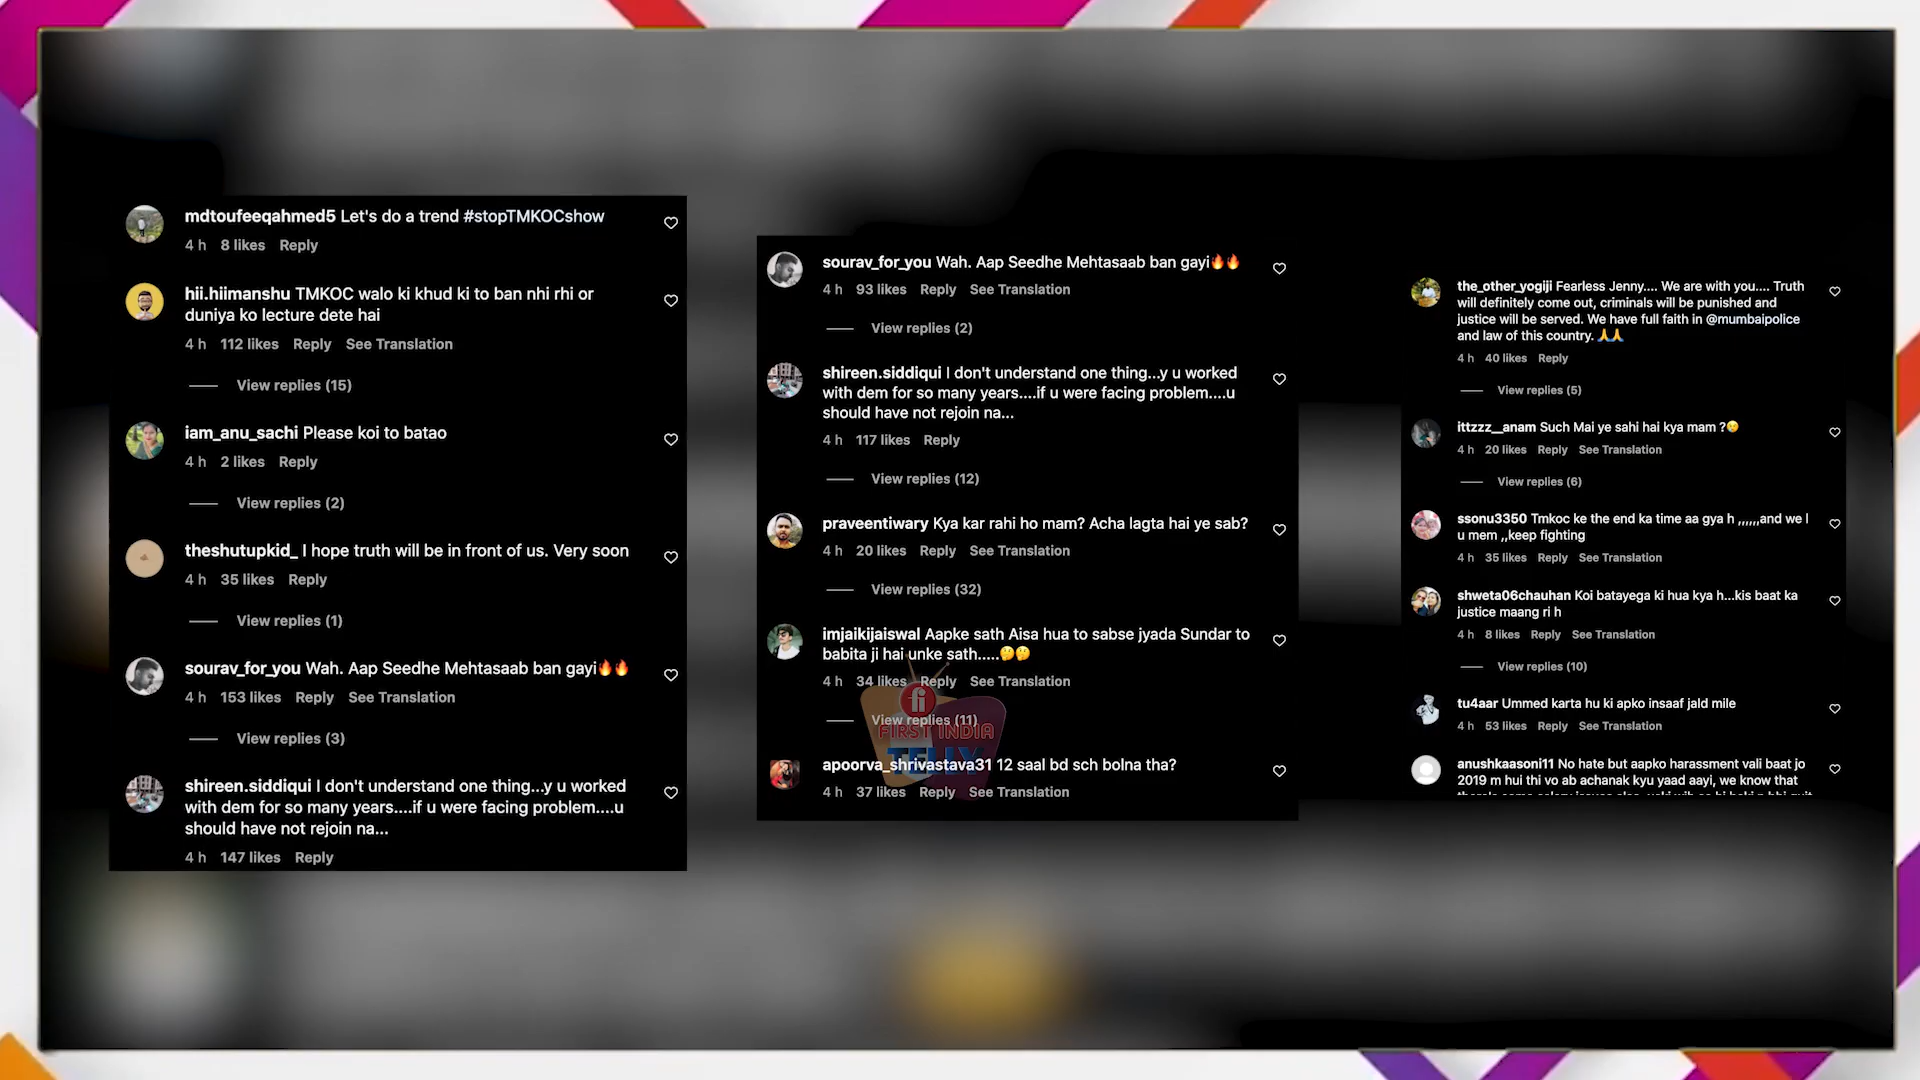 mdtoufeeqahmed5 Let's do a trend #stopTMKOCshow
4 h 8 likes Reply
hii.hiimanshu TMKOC walo ki khud ki to ban nhi rhi or
duniya ko lecture dete hai
4 h 112 likes Reply See Translation
View replies (15)
iam_anu_sachi Please koi to batao
4 h 2 likes Reply
View replies (2)
theshutupkid_ I hope truth will be in front of us. Very soon
4 h 35 likes Reply
View replies (1)
sourav_for_you Wah. Aap Seedhe Mehtasaab ban gayi🔥🔥
4 h 153 likes Reply See Translation
View replies (3)
shireen.siddiqui I don't understand one thing...y u worked
with dem for so many years....if u were facing problem....u
should have not rejoin na...
4 h 147 likes Reply
sourav_for_you Wah. Aap Seedhe Mehtasaab ban gayi🔥🔥
4 h 93 likes Reply See Translation
View replies (2)
shireen.siddiqui I don't understand one thing...y u worked
with dem for so many years....if u were facing problem....u
should have not rejoin na...
4 h 117 likes Reply
View replies (12)
praveentiwary Kya kar rahi ho mam? Acha lagta hai ye sab?
4 h 20 likes Reply See Translation
View replies (32)
imjaikijaiswal Aapke sath Aisa hua to sabse jyada Sundar to
babita ji hai unke sath.....🤔🤔
4 h 34 likes Reply See Translation
View replies (11)
fi
FIRST INDIA
TELLY
apoorva_shrivastava31 12 saal bd sch bolna tha?
4 h 37 likes Reply See Translation
the_other_yogiji Fearless Jenny.... We are with you.... Truth
will definitely come out, criminals will be punished and
justice will be served. We have full faith in @mumbaipolice
and law of this country. 🙏🙏
4 h 40 likes Reply
View replies (5)
ittzzz__anam Such Mai ye sahi hai kya mam ?😢
4 h 20 likes Reply See Translation
View replies (6)
ssonu3350 Tmkoc ke the end ka time aa gya h ,,,,,,and we l
u mem ,,keep fighting
4 h 35 likes Reply See Translation
shweta06chauhan Koi batayega ki hua kya h...kis baat ka
justice maang ri h
4 h 8 likes Reply See Translation
View replies (10)
tu4aar Ummed karta hu ki apko insaaf jald mile
4 h 53 likes Reply See Translation
anushkaasoni11 No hate but aapko harassment vali baat jo
2019 m hui thi vo ab achanak kyu yaad aayi, we know that